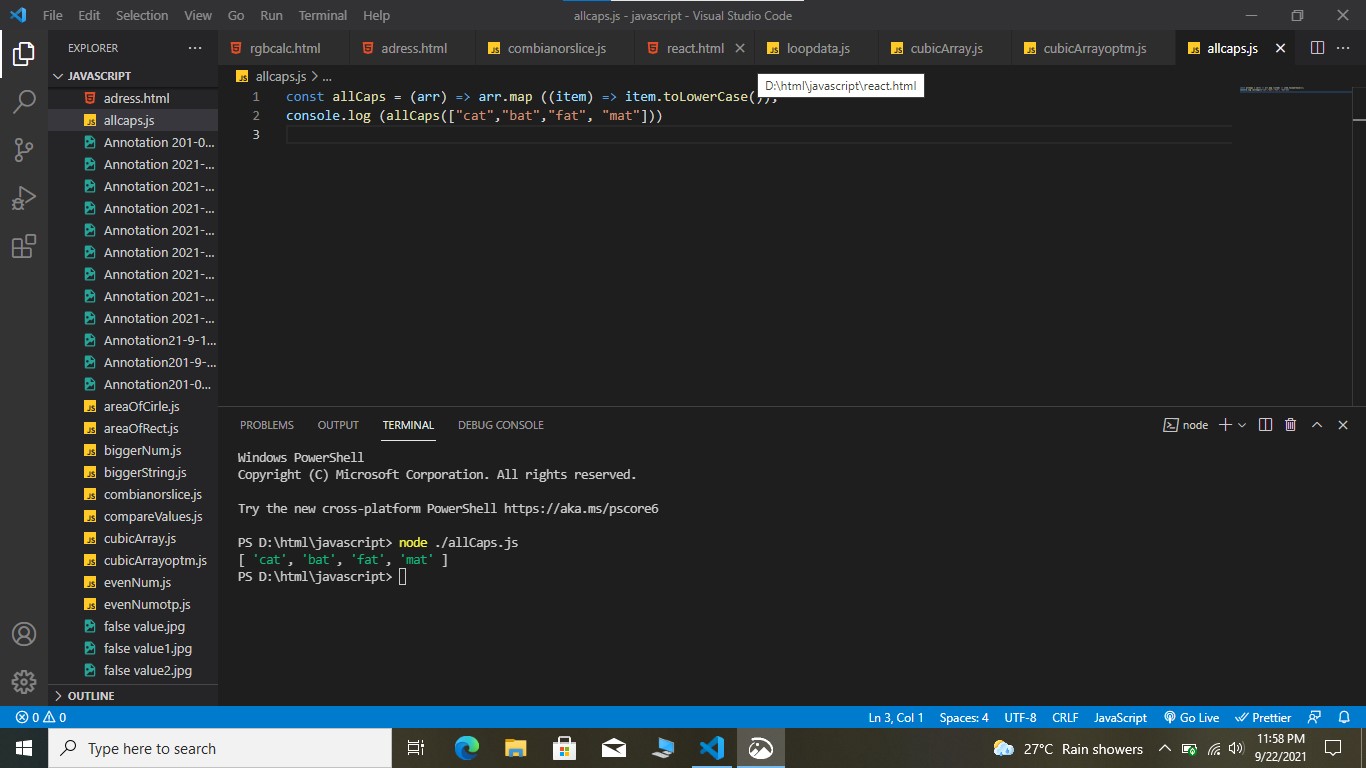 File Edit Selection View Go Run Terminal Help allcaps.js - javascript - Visual Studio Code
EXPLORER ... rgbcalc.html adress.html combianorslice.js react.html loopdata.js cubicArray.js cubicArrayoptm.js allcaps.js
JAVASCRIPT
allcaps.js > ...
D:\html\javascript\react.html
1 const allCaps = (arr) => arr.map ((item) => item.toLowerCase());
2 console.log (allCaps(["cat","bat","fat", "mat"]))
3
adress.html
allcaps.js
Annotation 201-0...
Annotation 2021-...
Annotation 2021-...
Annotation 2021-...
Annotation 2021-...
Annotation 2021-...
Annotation 2021-...
Annotation 2021-...
Annotation 2021-...
Annotation21-9-1...
Annotation201-9-...
Annotation201-0...
areaOfCirle.js
areaOfRect.js
biggerNum.js
biggerString.js
combianorslice.js
compareValues.js
cubicArray.js
cubicArrayoptm.js
evenNum.js
evenNumotp.js
false value.jpg
false value1.jpg
false value2.jpg
OUTLINE
PROBLEMS OUTPUT TERMINAL DEBUG CONSOLE node
Windows PowerShell
Copyright (C) Microsoft Corporation. All rights reserved.
Try the new cross-platform PowerShell https://aka.ms/pscore6
PS D:\html\javascript> node ./allCaps.js
[ 'cat', 'bat', 'fat', 'mat' ]
PS D:\html\javascript>
0 0 Ln 3, Col 1 Spaces: 4 UTF-8 CRLF JavaScript Go Live Prettier
Type here to search 27°C Rain showers 11:58 PM
9/22/2021